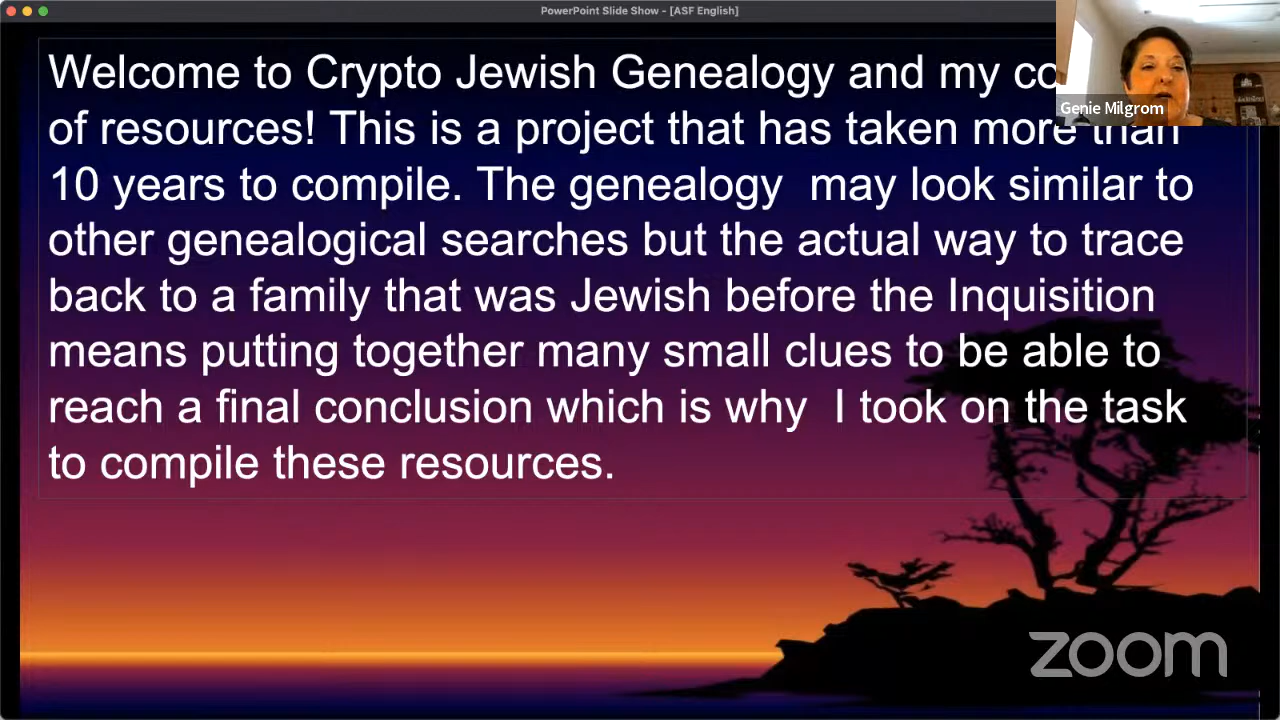 PowerPoint Slide Show - [ASF English]
Welcome to Crypto Jewish Genealogy and my
of resources! This is a project that has taken more than
10 years to compile. The genealogy may look similar to
other genealogical searches but the actual way to trace
back to a family that was Jewish before the Inquisition
means putting together many small clues to be able to
reach a final conclusion which is why I took on the task
to compile these resources.
Genie Milgrom
zoom